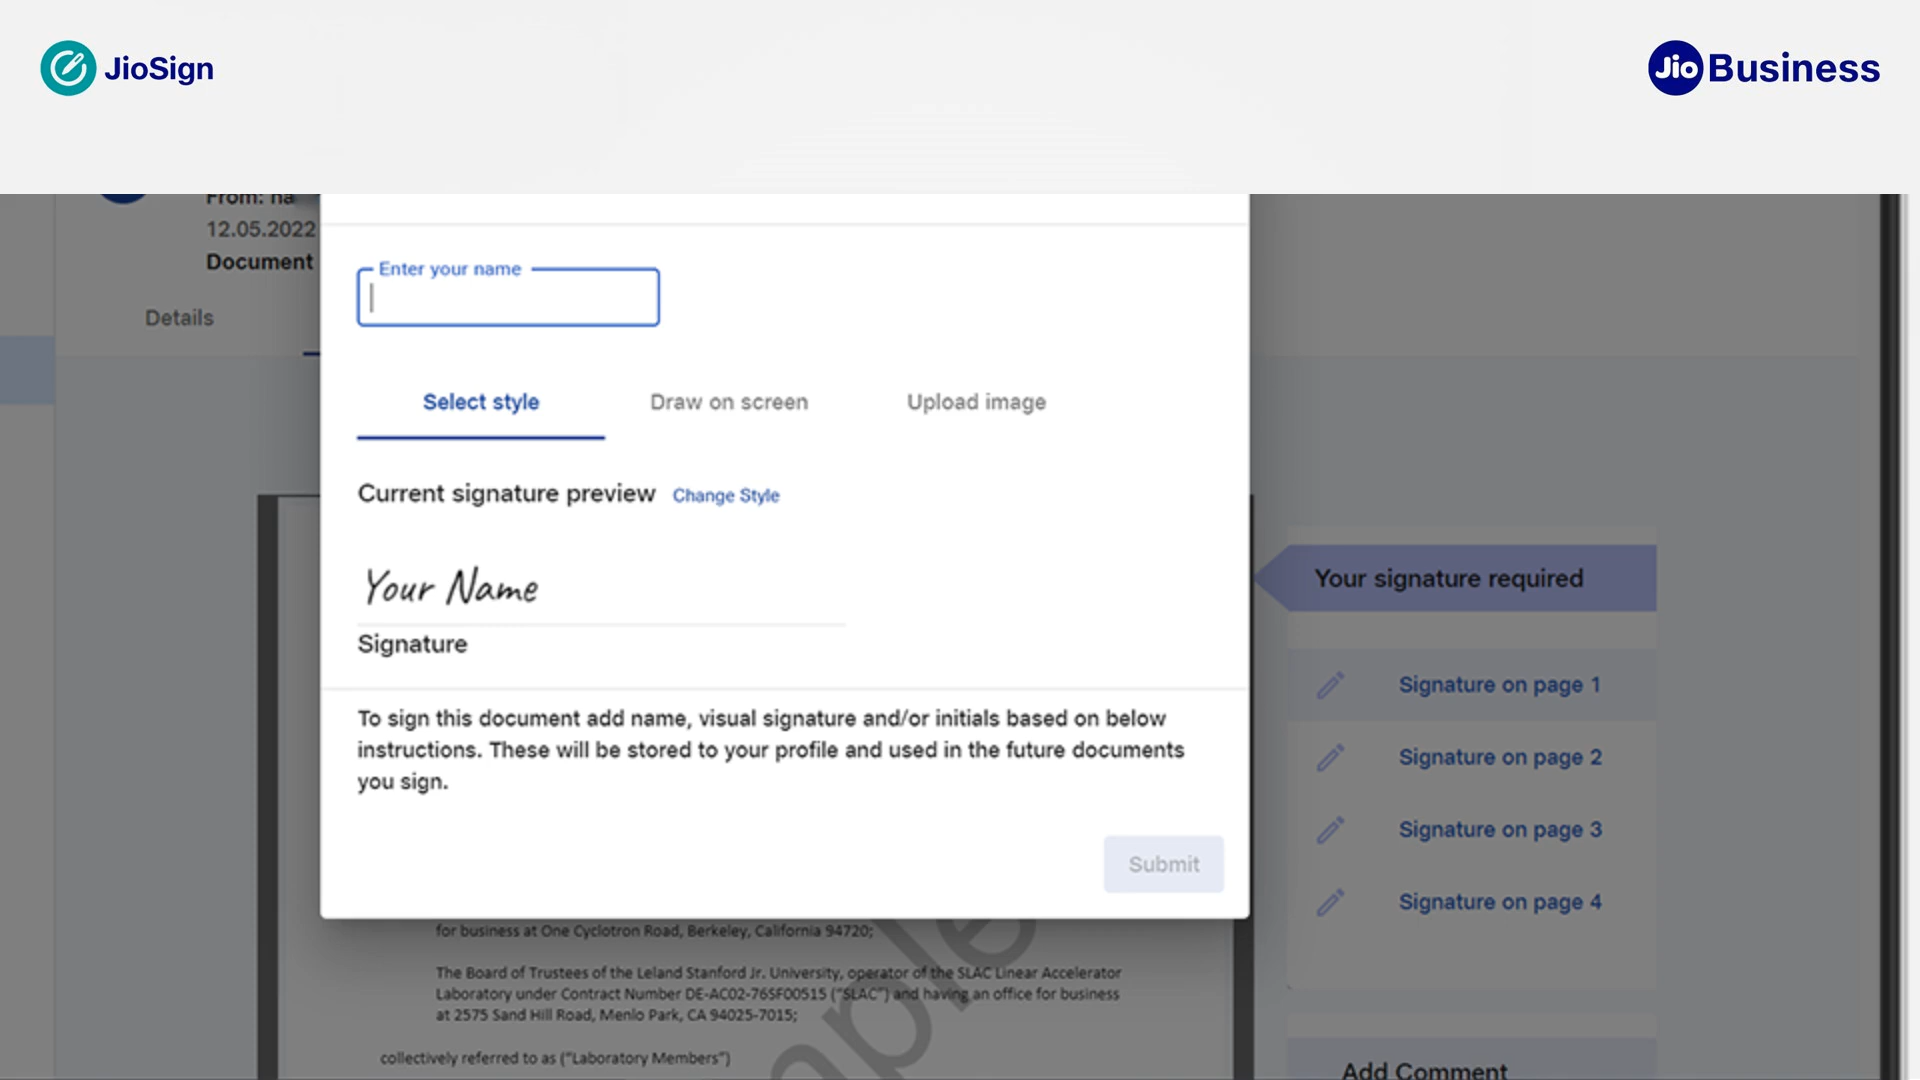 JioSign
Jio Business
From: na
12.05.2022
Document
Details
Enter your name
Select style
Draw on screen
Upload image
Current signature preview Change Style
Your Name
Signature
To sign this document add name, visual signature and/or initials based on below
instructions. These will be stored to your profile and used in the future documents
you sign.
Submit
Your signature required
Signature on page 1
Signature on page 2
Signature on page 3
Signature on page 4
Add Comment
for business at One Cyclotron Road, Berkeley, California 94720;
The Board of Trustees of the Leland Stanford Jr. University, operator of the SLAC Linear Accelerator
Laboratory under Contract Number DE-AC02-76SF00515 ("SLAC") and having an office for business
at 2575 Sand Hill Road, Menlo Park, CA 94025-7015;
collectively referred to as ("Laboratory Members")